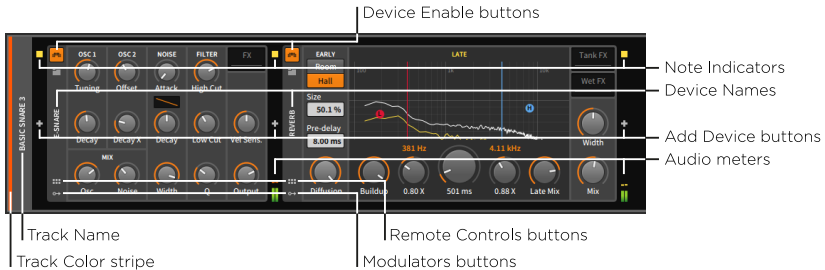 Device Enable buttons
OSC 1
OSC 2
NOISE
FILTER
FX
EARLY
LATE
Tank FX
Room
100
1K
10K
Hall
Wet FX
Tuning
Offset
Attack
High Cut
Size
50.1 %
H
L
Pre-delay
8.00 ms
Decay
Decay X
Decay
Low Cut
Vel Sens.
Width
381 Hz
4.11 kHz
MIX
Osc
Noise
Width
Q
Output
Diffusion
Buildup
0.80 X
501 ms
0.88 X
Late Mix
Mix
BASIC SNARE 3
E-SNARE
REVERB
Note Indicators
Device Names
Add Device buttons
Audio meters
Track Name
Remote Controls buttons
Track Color stripe
Modulators buttons